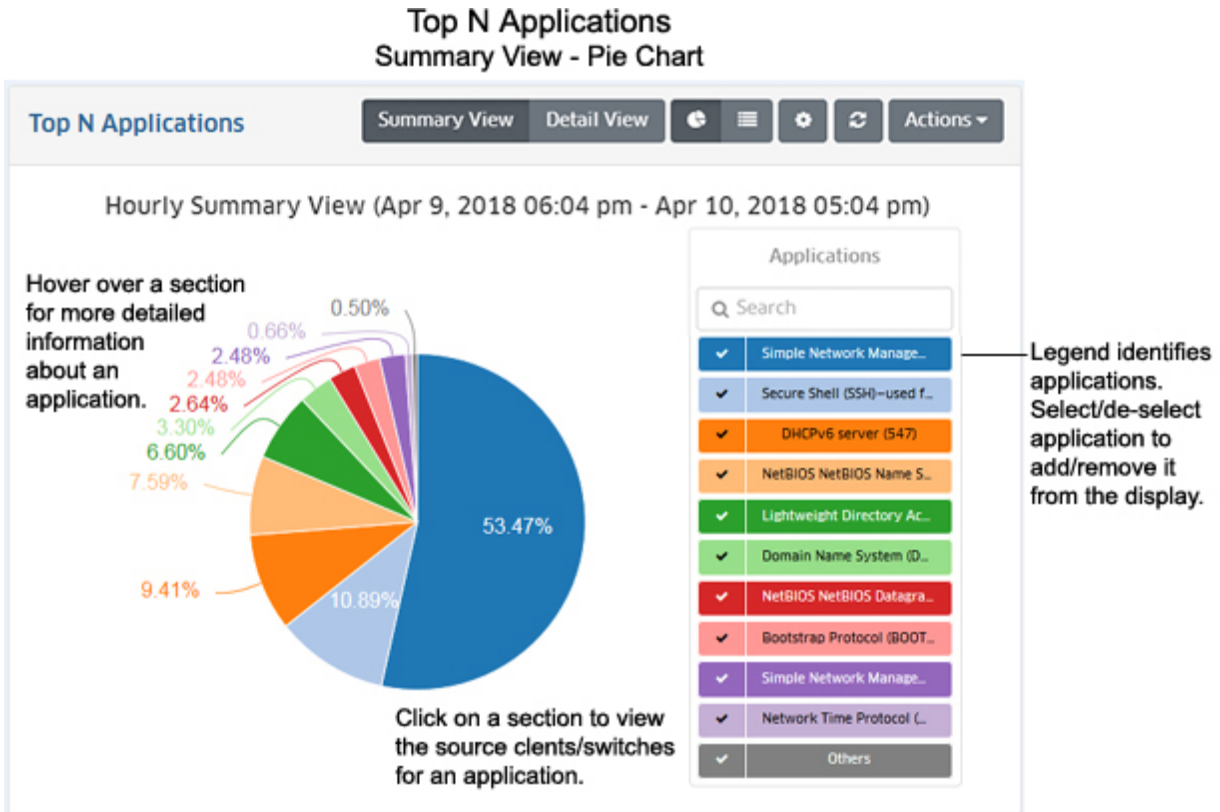 Top N Applications
Summary View - Pie Chart
Top N Applications
Summary View
Detail View
Actions
Hourly Summary View (Apr 9, 2018 06:04 pm - Apr 10, 2018 05:04 pm)
Hover over a section
for more detailed
information
about an
application.
0.50%
0.66%
2.48%
2.48%
2.64%
3.30%
6.60%
7.59%
9.41%
10.89%
53.47%
Click on a section to view
the source clents/switches
for an application.
Applications
Search
Simple Network Manage...
Secure Shell (SSH)—used f...
DHCPv6 server (547)
NetBIOS NetBIOS Name S...
Lightweight Directory Ac...
Domain Name System (D...
NetBIOS NetBIOS Datagra...
Bootstrap Protocol (BOOT...
Simple Network Manage...
Network Time Protocol (...
Others
Legend identifies
applications.
Select/de-select
application to
add/remove it
from the display.